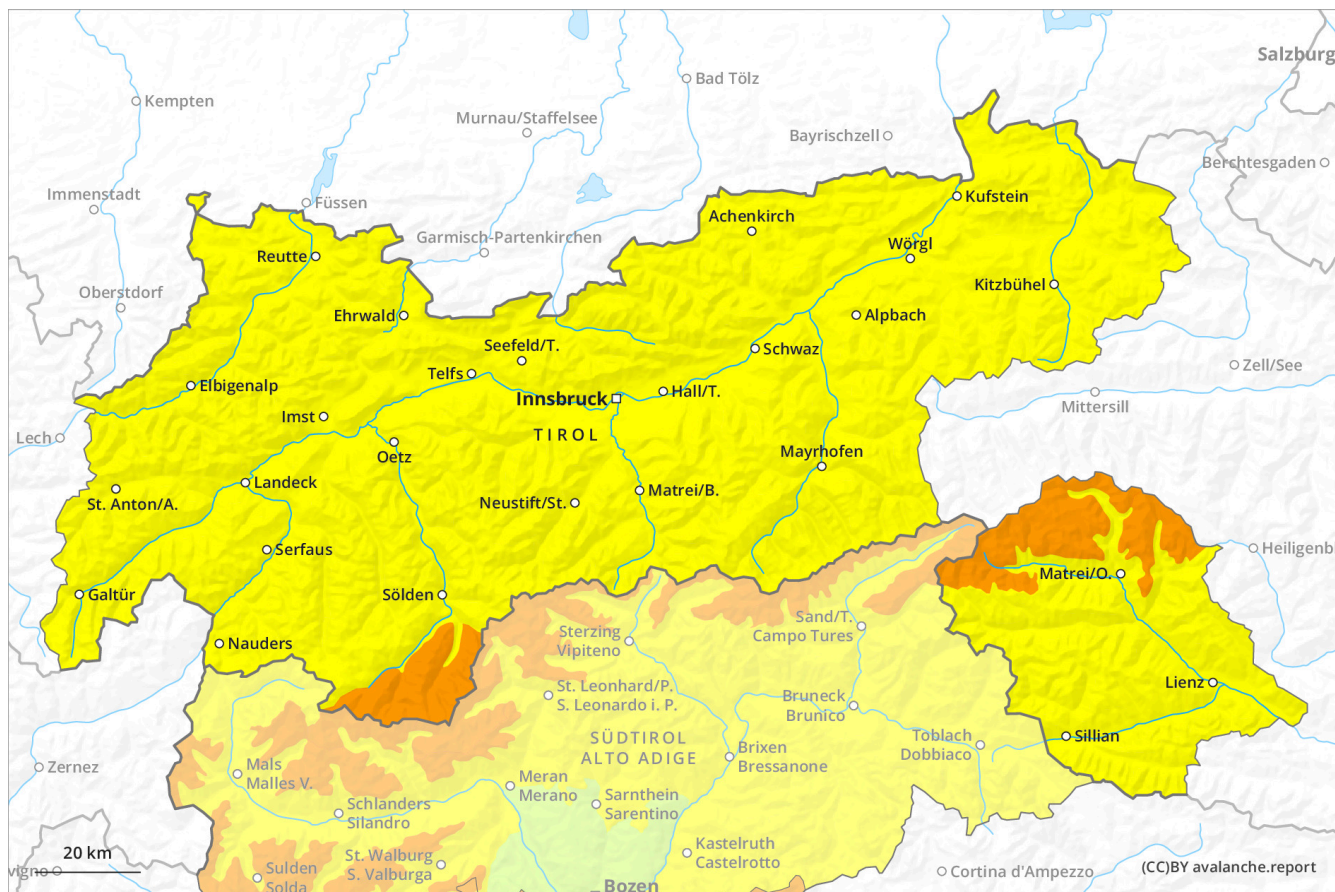 Salzburg
Bad Tölz
Kempten
Murnau/Staffelsee
Bayrischzell
Berchtesgaden
Immenstadt
Füssen
Kufstein
Achenkirch
Garmisch-Partenkirchen
Wörgl
Reutte
Oberstdorf
Kitzbühel
Ehrwald
Alpbach
Seefeld/T.
Schwaz
Zell/See
Telfs
Elbigenalp
Hall/T.
Innsbruck
Mittersill
Imst
TIROL
Lech
Mayrhofen
Oetz
Landeck
St. Anton/A.
Matrei/B.
Neustift/St.
Serfaus
Heiligenb
Matrei/O.
Galtür
Sölden
Sand/T.
Campo Tures
Sterzing
Vipiteno
Nauders
Lienz
St. Leonhard/P.
S. Leonardo i. P.
Bruneck
Brunico
SÜDTIROL
ALTO ADIGE
Toblach
Dobbiaco
Sillian
Brixen
Bressanone
Zernez
Mals
Malles V.
Meran
Merano
Sarnthein
Sarentino
Schlanders
Silandro
Kastelruth
Castelrotto
20 km
St. Walburg
S. Valburga
vigno
Sulden
Solda
Cortina d'Ampezzo
(CC)BY avalanche.report
Bozen